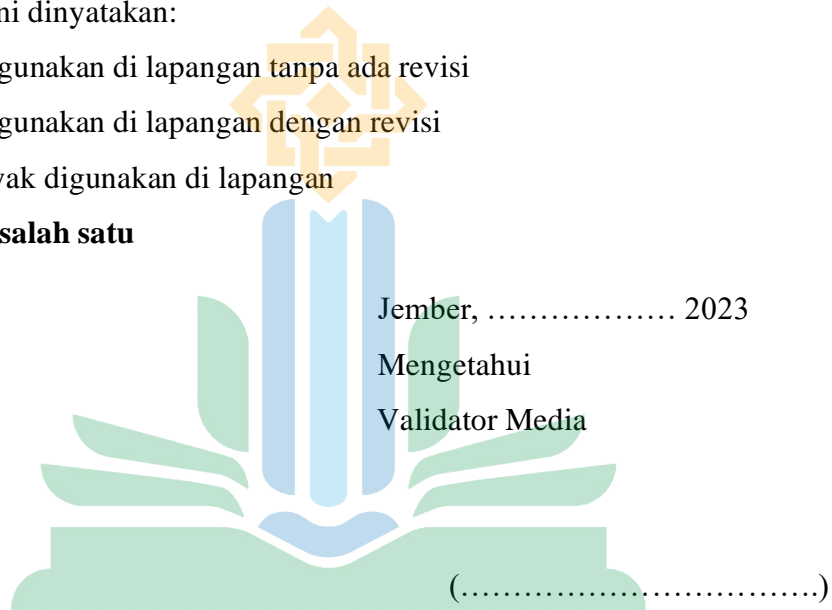 ni dinyatakan:
gunakan di lapangan tanpa ada revisi
gunakan di lapangan dengan revisi
yak digunakan di lapangan
salah satu
Jember, ……………… 2023
Mengetahui
Validator Media
(…………………………….)